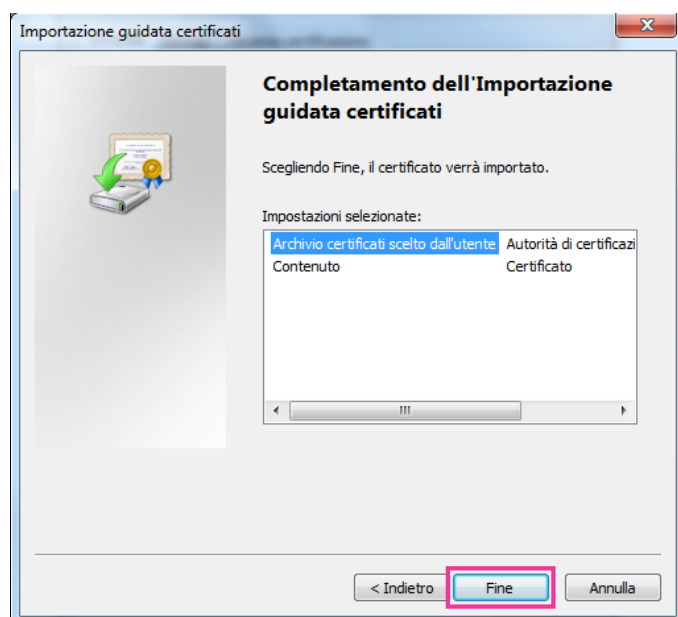 Importazione guidata certificati
Completamento dell'Importazione
guidata certificati
Scegliendo Fine, il certificato verrà importato.
Impostazioni selezionate:
Archivio certificati scelto dall'utente Autorità di certificazi
Contenuto Certificato
< Indietro Fine Annulla